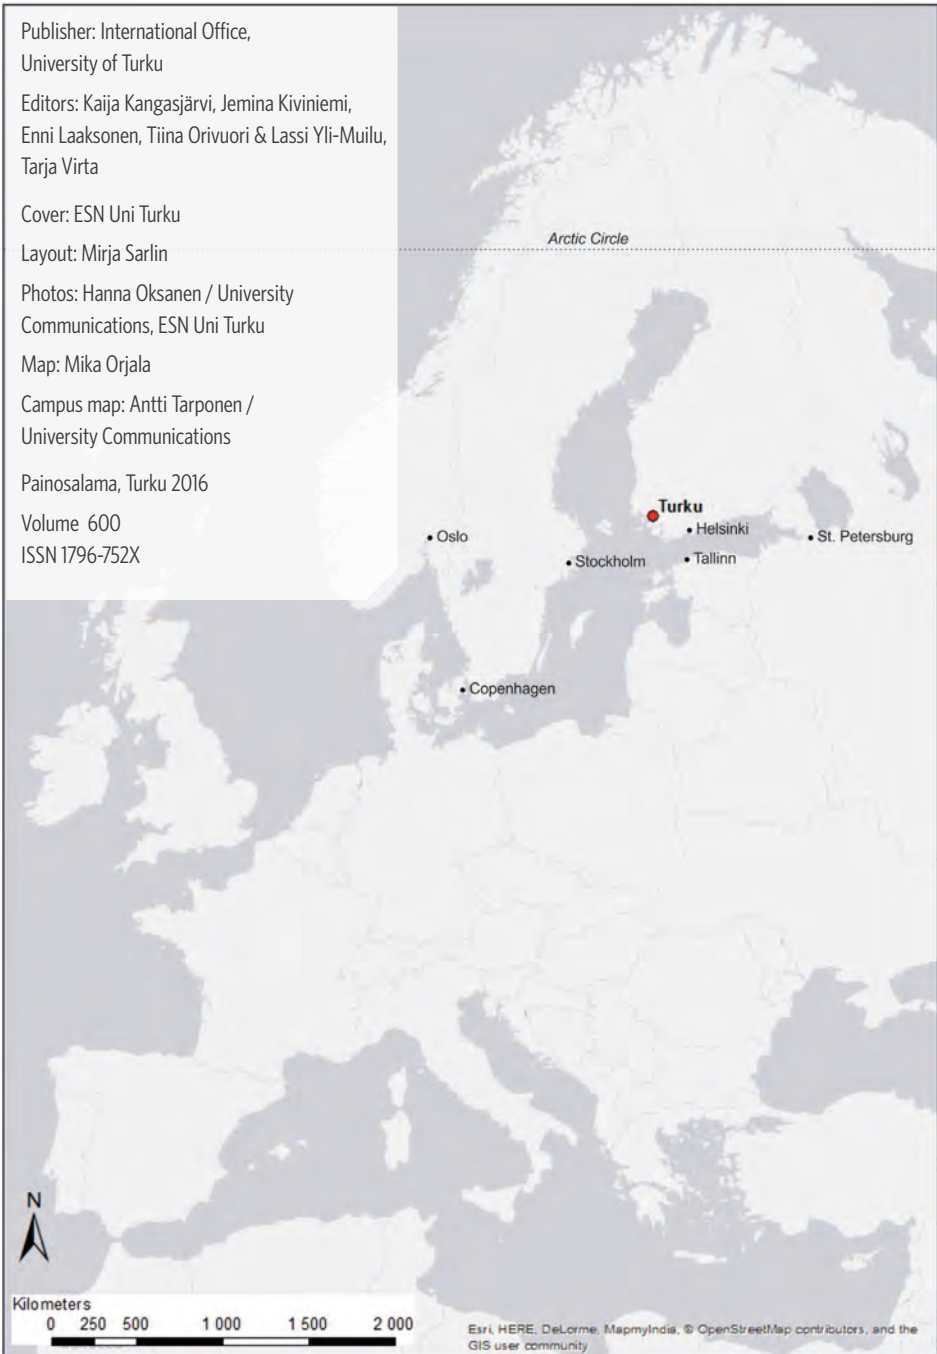 Publisher: International Office,
University of Turku
Editors: Kaija Kangasjärvi, Jemina Kiviniemi,
Enni Laaksonen, Tiina Orivuori & Lassi Yli-Muilu,
Tarja Virta
Cover: ESN Uni Turku
Layout: Mirja Sarlin
Photos: Hanna Oksanen / University
Communications, ESN Uni Turku
Map: Mika Orjala
Campus map: Antti Tarponen /
University Communications
Painosalama, Turku 2016
Volume 600
ISSN 1796-752X
Arctic Circle
Turku
Helsinki
Oslo
St. Petersburg
Stockholm
Tallinn
Copenhagen
N
Kilometers
0 250 500 1 000 1 500 2 000
Esri, HERE, DeLorme, MapmyIndia, © OpenStreetMap contributors, and the
GIS user community